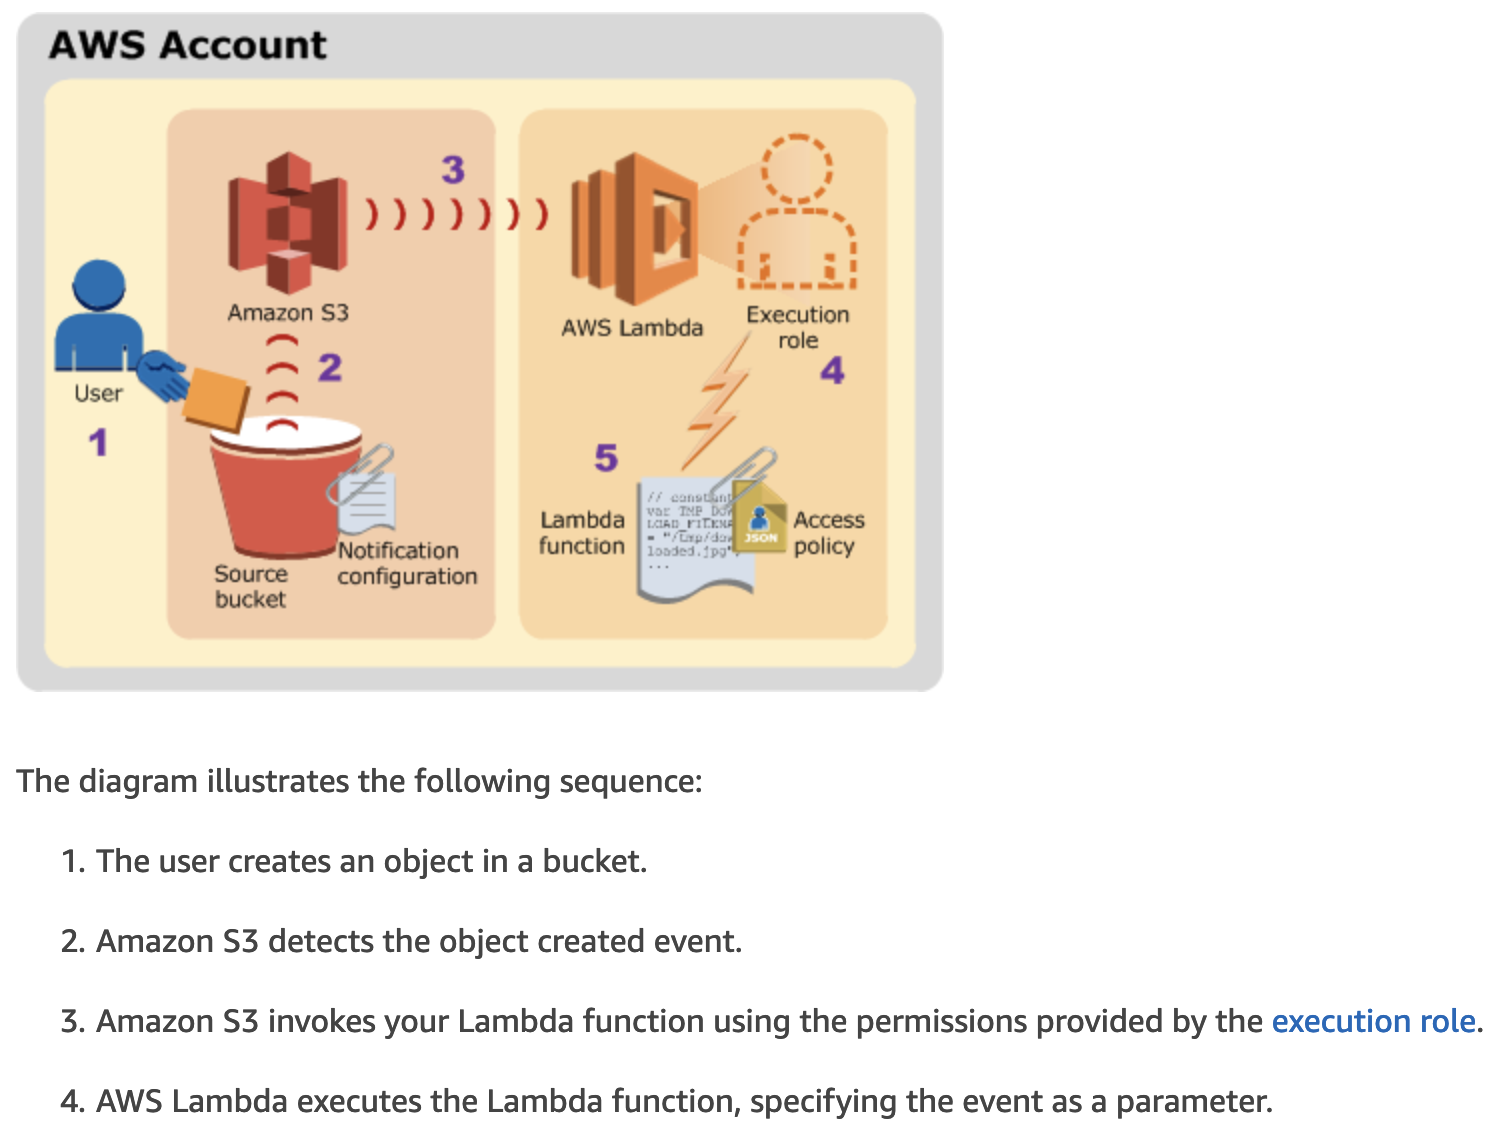 AWS Account
3
Amazon S3
AWS Lambda
Execution
role
2
4
User
1
5
// constant
var TMP_DOW
LOAD_FILENA
= "/tmp/dow
loaded.jpg"
...
Lambda
function
JSON
Access
policy
Notification
configuration
Source
bucket
The diagram illustrates the following sequence:
1. The user creates an object in a bucket.
2. Amazon S3 detects the object created event.
3. Amazon S3 invokes your Lambda function using the permissions provided by the execution role.
4. AWS Lambda executes the Lambda function, specifying the event as a parameter.